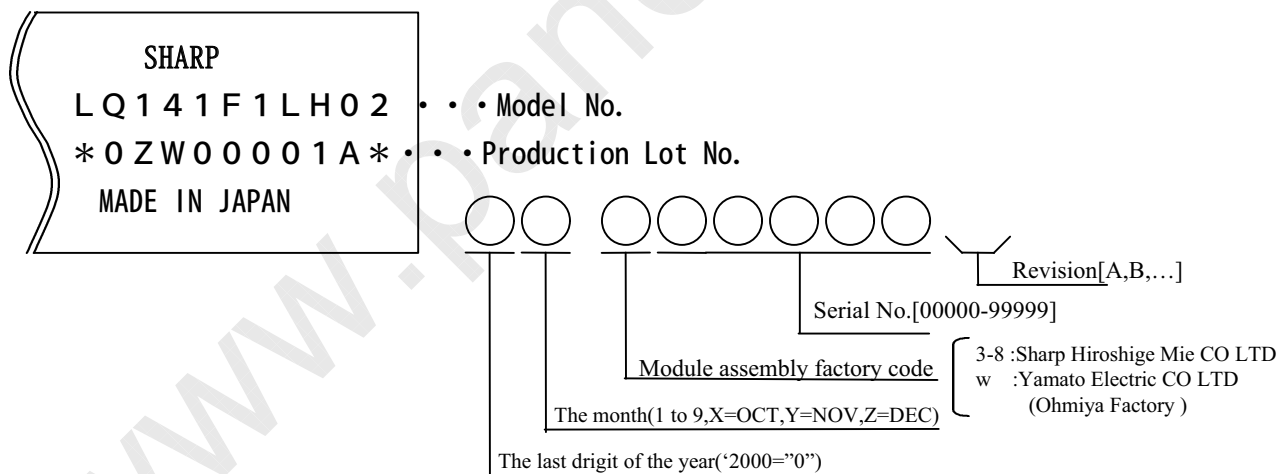 SHARP
LQ141F1LH02 ・・・Model No.
*0ZW00001A*・・・Production Lot No.
MADE IN JAPAN
Revision[A,B,…]
Serial No.[00000-99999]
Module assembly factory code
3-8 :Sharp Hiroshige Mie CO LTD
w :Yamato Electric CO LTD
(Ohmiya Factory )
The month(1 to 9,X=OCT,Y=NOV,Z=DEC)
The last drigit of the year(‘2000=”0”)
www.pan